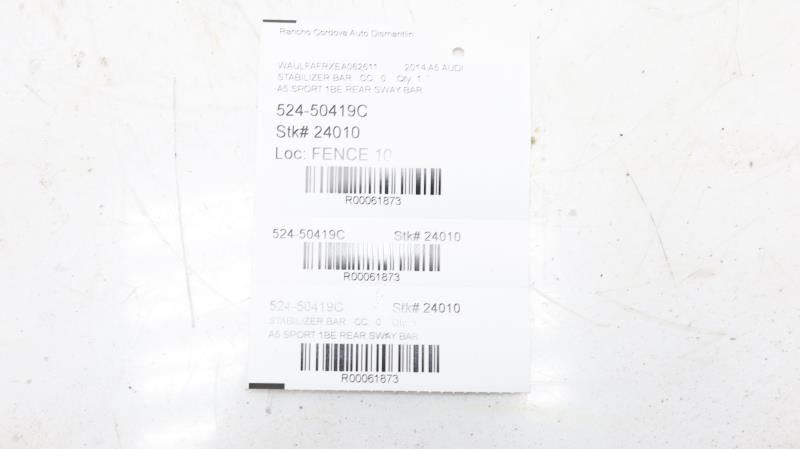 Rancho Cordova Auto Dismantlin
WAULFAFRXEA062611 2014 A5 AUDI
STABILIZER BAR CC: 0 Qty: 1
A5 SPORT 1BE REAR SWAY BAR
524-50419C
Stk# 24010
Loc: FENCE 10
R00061873
524-50419C Stk# 24010
R00061873
524-50419C Stk# 24010
STABILIZER BAR CC: 0 Qty: 1
A5 SPORT 1BE REAR SWAY BAR
R00061873